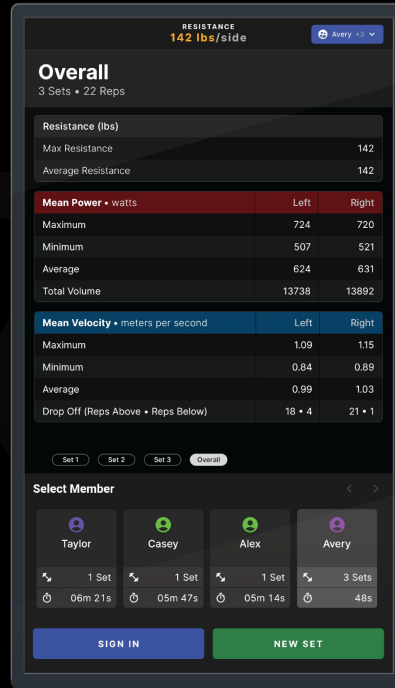 RESISTANCE
142 lbs/side
Avery +3
Overall
3 Sets • 22 Reps
Resistance (lbs)
Max Resistance 142
Average Resistance 142
Mean Power • watts Left Right
Maximum 724 720
Minimum 507 521
Average 624 631
Total Volume 13738 13892
Mean Velocity • meters per second Left Right
Maximum 1.09 1.15
Minimum 0.84 0.89
Average 0.99 1.03
Drop Off (Reps Above • Reps Below) 18 • 4 21 • 1
Set 1 Set 2 Set 3 Overall
Select Member
Taylor Casey Alex Avery
1 Set 1 Set 1 Set 3 Sets
06m 21s 05m 47s 05m 14s 48s
SIGN IN NEW SET